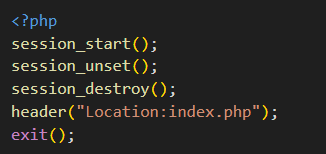 <?php
session_start();
session_unset();
session_destroy();
header("Location:index.php");
exit();